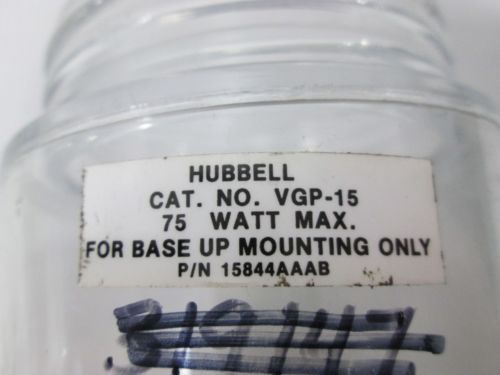 HUBBELL
CAT. NO. VGP-15
75 WATT MAX.
FOR BASE UP MOUNTING ONLY
P/N 15844AAAB